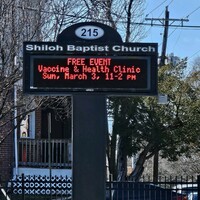 215
Shiloh Baptist Church
FREE EVENT
Vaccine & Health Clinic
Sun, March 3, 11-2 PM